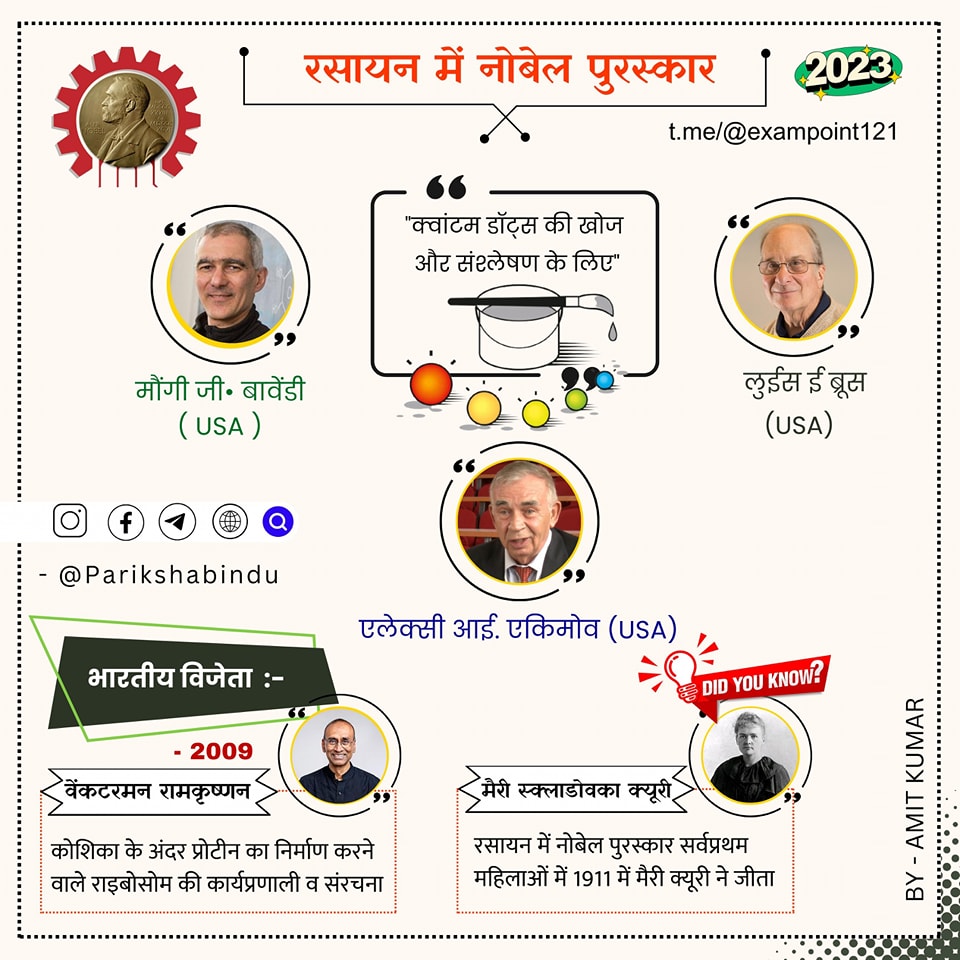 रसायन में नोबेल पुरस्कार
2023
t.me/@exampoint121
"क्वांटम डॉट्स की खोज
और संश्लेषण के लिए"
मौंगी जी• बावेंडी
( USA )
लुईस ई ब्रूस
(USA)
एलेक्सी आई. एकिमोव (USA)
- @Parikshabindu
भारतीय विजेता :-
- 2009
वेंकटरमन रामकृष्णन
कोशिका के अंदर प्रोटीन का निर्माण करने
वाले राइबोसोम की कार्यप्रणाली व संरचना
DID YOU KNOW?
मैरी स्क्लाडोवका क्यूरी
रसायन में नोबेल पुरस्कार सर्वप्रथम
महिलाओं में 1911 में मैरी क्यूरी ने जीता
BY - AMIT KUMAR